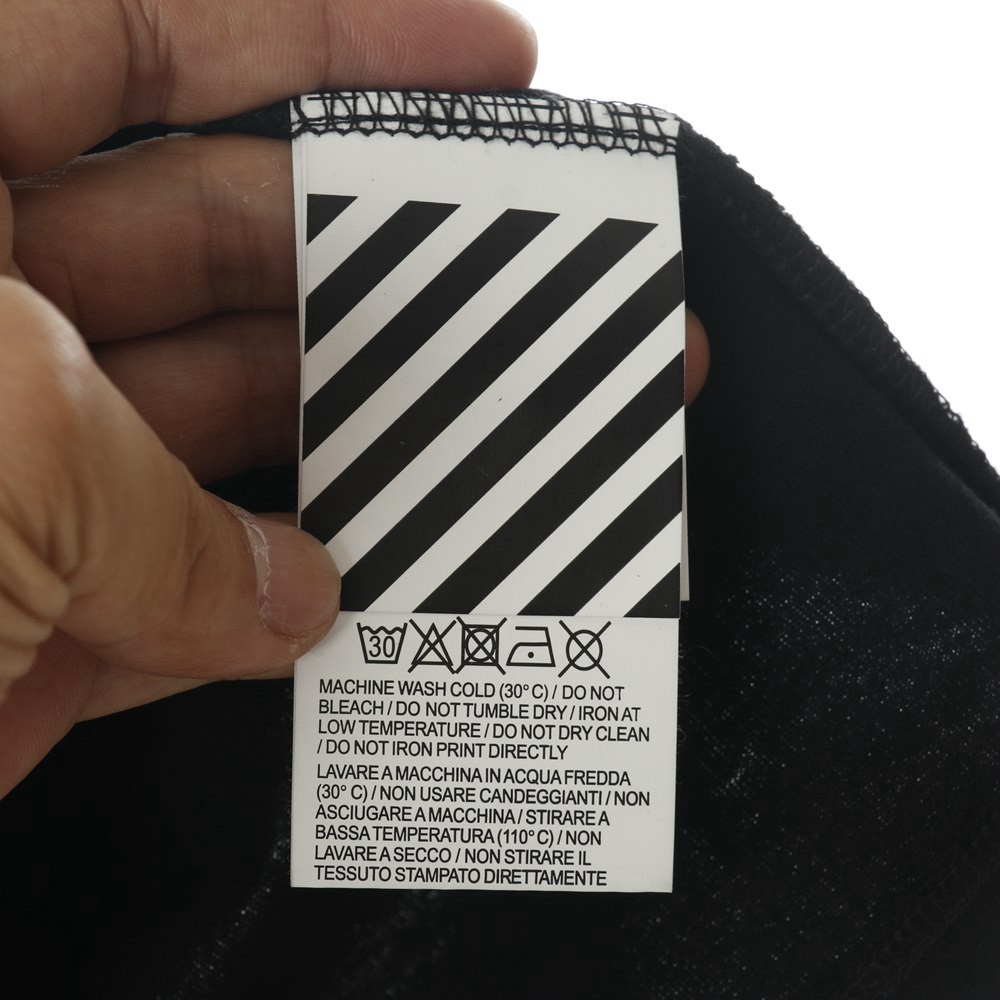 30
MACHINE WASH COLD (30° C) / DO NOT
BLEACH / DO NOT TUMBLE DRY / IRON AT
LOW TEMPERATURE / DO NOT DRY CLEAN
/ DO NOT IRON PRINT DIRECTLY
LAVARE A MACCHINA IN ACQUA FREDDA
(30° C) / NON USARE CANDEGGIANTI / NON
ASCIUGARE A MACCHINA / STIRARE A
BASSA TEMPERATURA (110° C) / NON
LAVARE A SECCO / NON STIRARE IL
TESSUTO STAMPATO DIRETTAMENTE